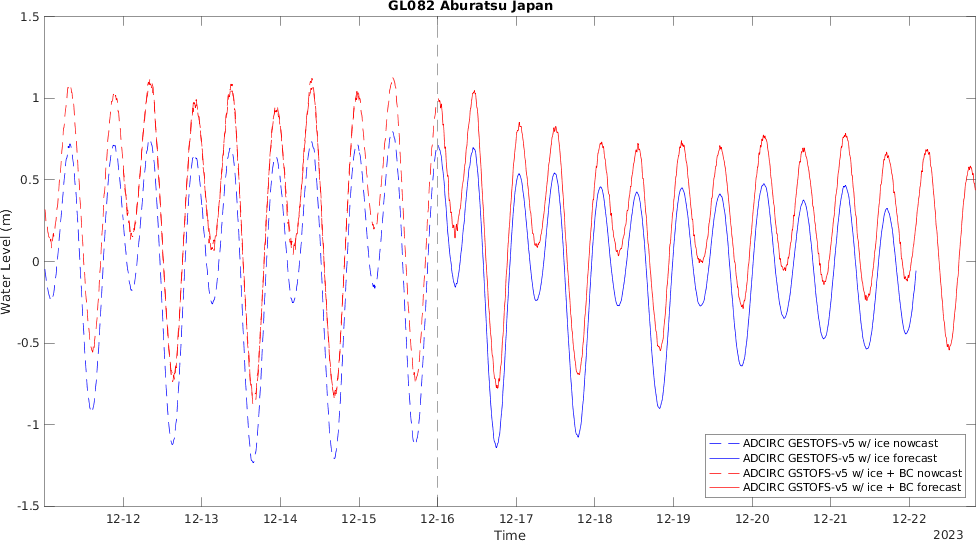 GL082 Aburatsu Japan
1.5
1
0.5
0
-0.5
-1
-1.5
Water Level (m)
ADCIRC GESTOFS-v5 w/ ice nowcast
ADCIRC GESTOFS-v5 w/ ice forecast
ADCIRC GSTOFS-v5 w/ ice + BC nowcast
ADCIRC GSTOFS-v5 w/ ice + BC forecast
12-12 12-13 12-14 12-15 12-16 12-17 12-18 12-19 12-20 12-21 12-22
Time
2023